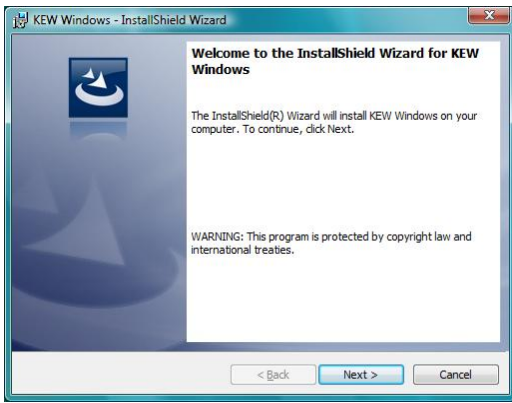 KEW Windows - InstallShield Wizard
Welcome to the InstallShield Wizard for KEW
Windows
The InstallShield(R) Wizard will install KEW Windows on your
computer. To continue, click Next.
WARNING: This program is protected by copyright law and
international treaties.
< Back
Next >
Cancel